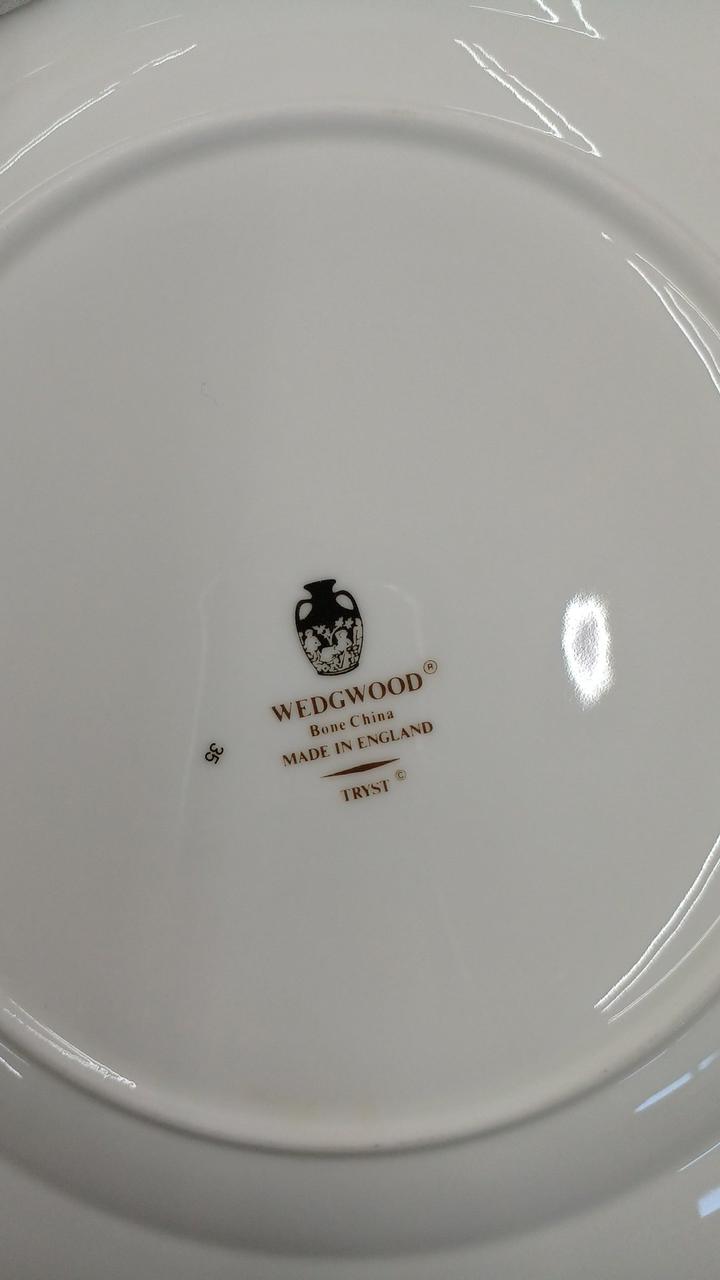 WEDGWOOD®
Bone China
MADE IN ENGLAND
TRYST ©
35